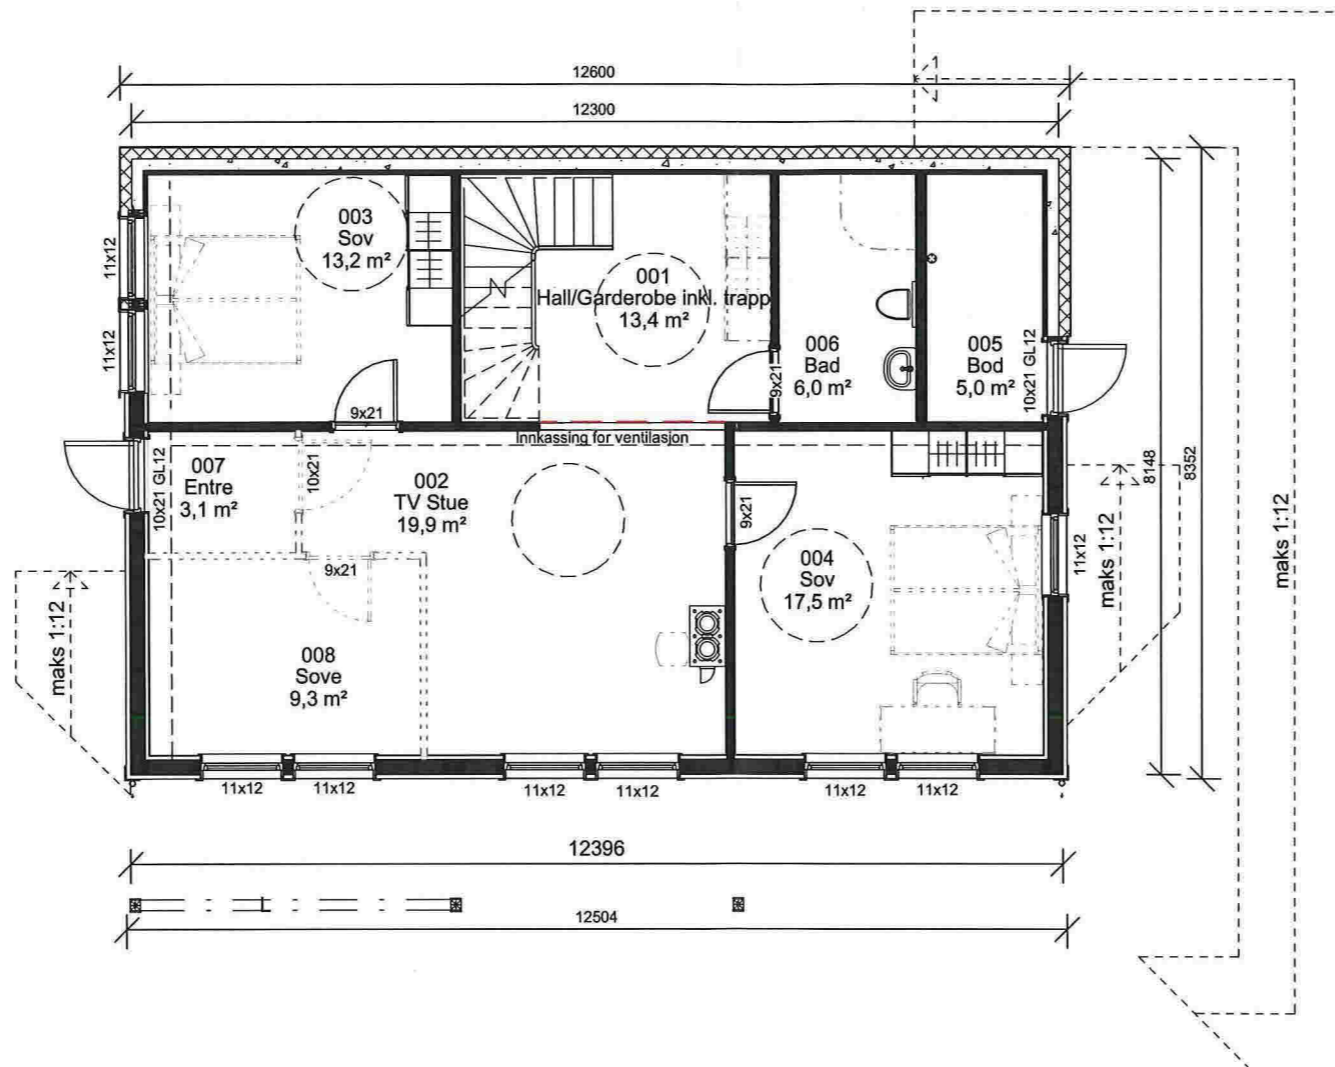 12600
12300
003
Sov
13,2 m²
001
Hall/Garderobe inkl. trapp
13,4 m²
006
Bad
6,0 m²
005
Bod
5,0 m²
11x12
11x12
9x21
9x21
10x21 GL12
Innkassing for ventilasjon
007
Entre
3,1 m²
10x21 GL12
10x21
002
TV Stue
19,9 m²
9x21
9x21
004
Sov
17,5 m²
11x12
008
Sove
9,3 m²
maks 1:12
maks 1:12
8148
8352
maks 1:12
11x12
11x12
11x12
11x12
11x12
11x12
12396
12504